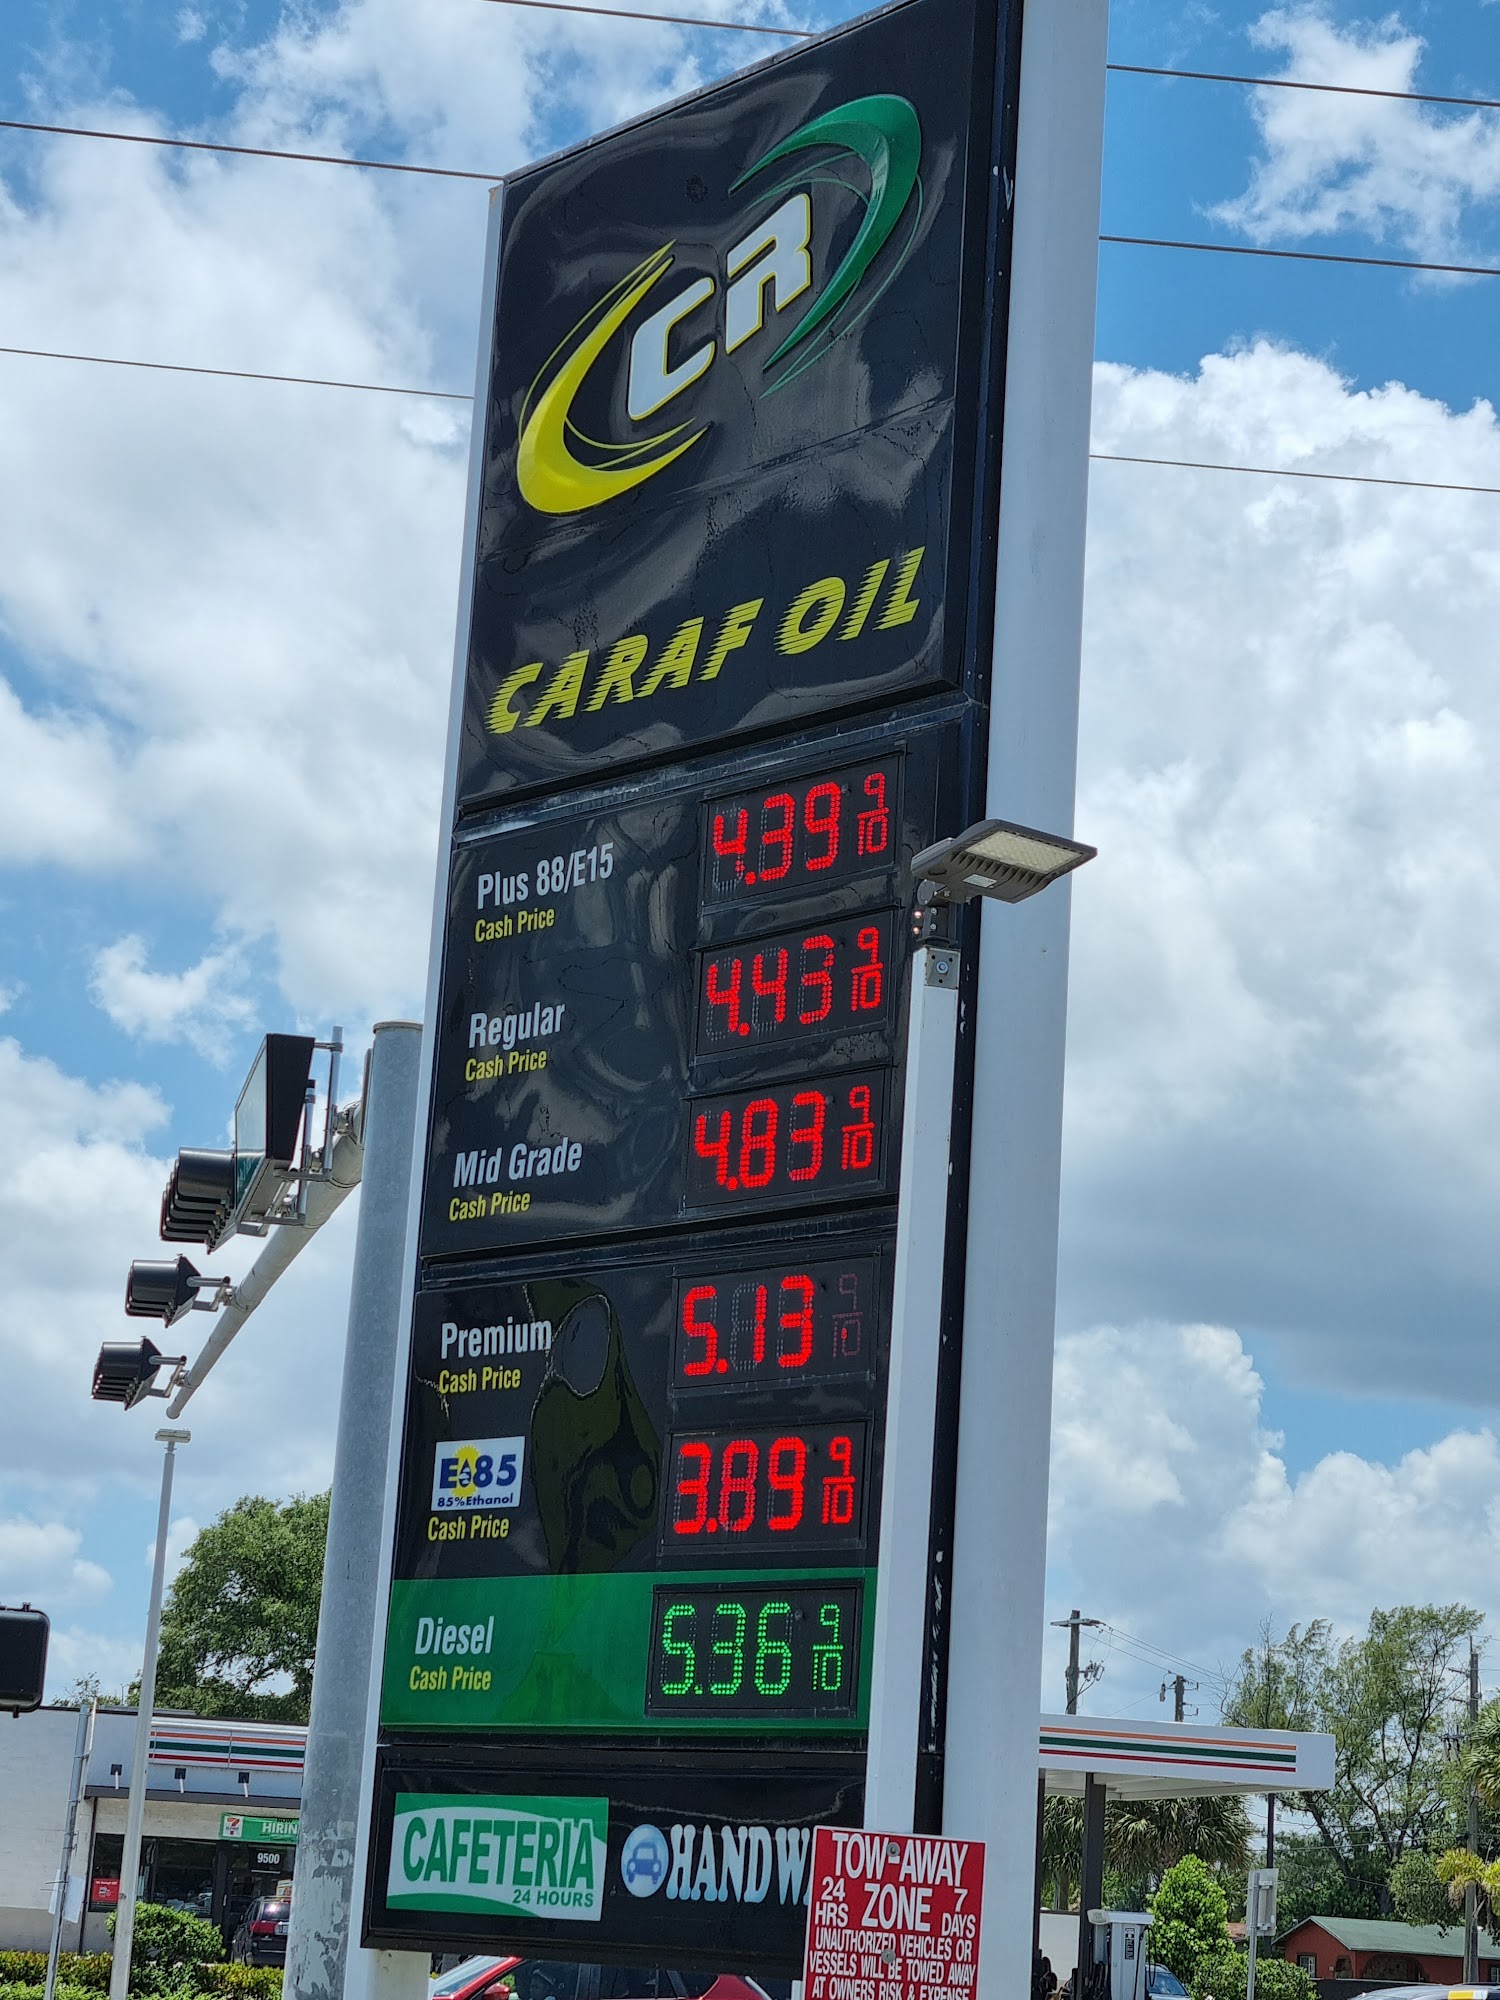 CR
CARAF OIL
Plus 88/E15 4.39 9/10
Cash Price
Regular 4.43 9/10
Cash Price
Mid Grade 4.83 9/10
Cash Price
Premium 5.13 9/10
Cash Price
E85 3.89 9/10
85% Ethanol
Cash Price
Diesel 5.36 9/10
Cash Price
CAFETERIA
24 HOURS
HANDW
TOW-AWAY
24 HRS ZONE 7 DAYS
UNAUTHORIZED VEHICLES OR
VESSELS WILL BE TOWED AWAY
AT OWNERS RISK & EXPENSE
HIRIN
9500